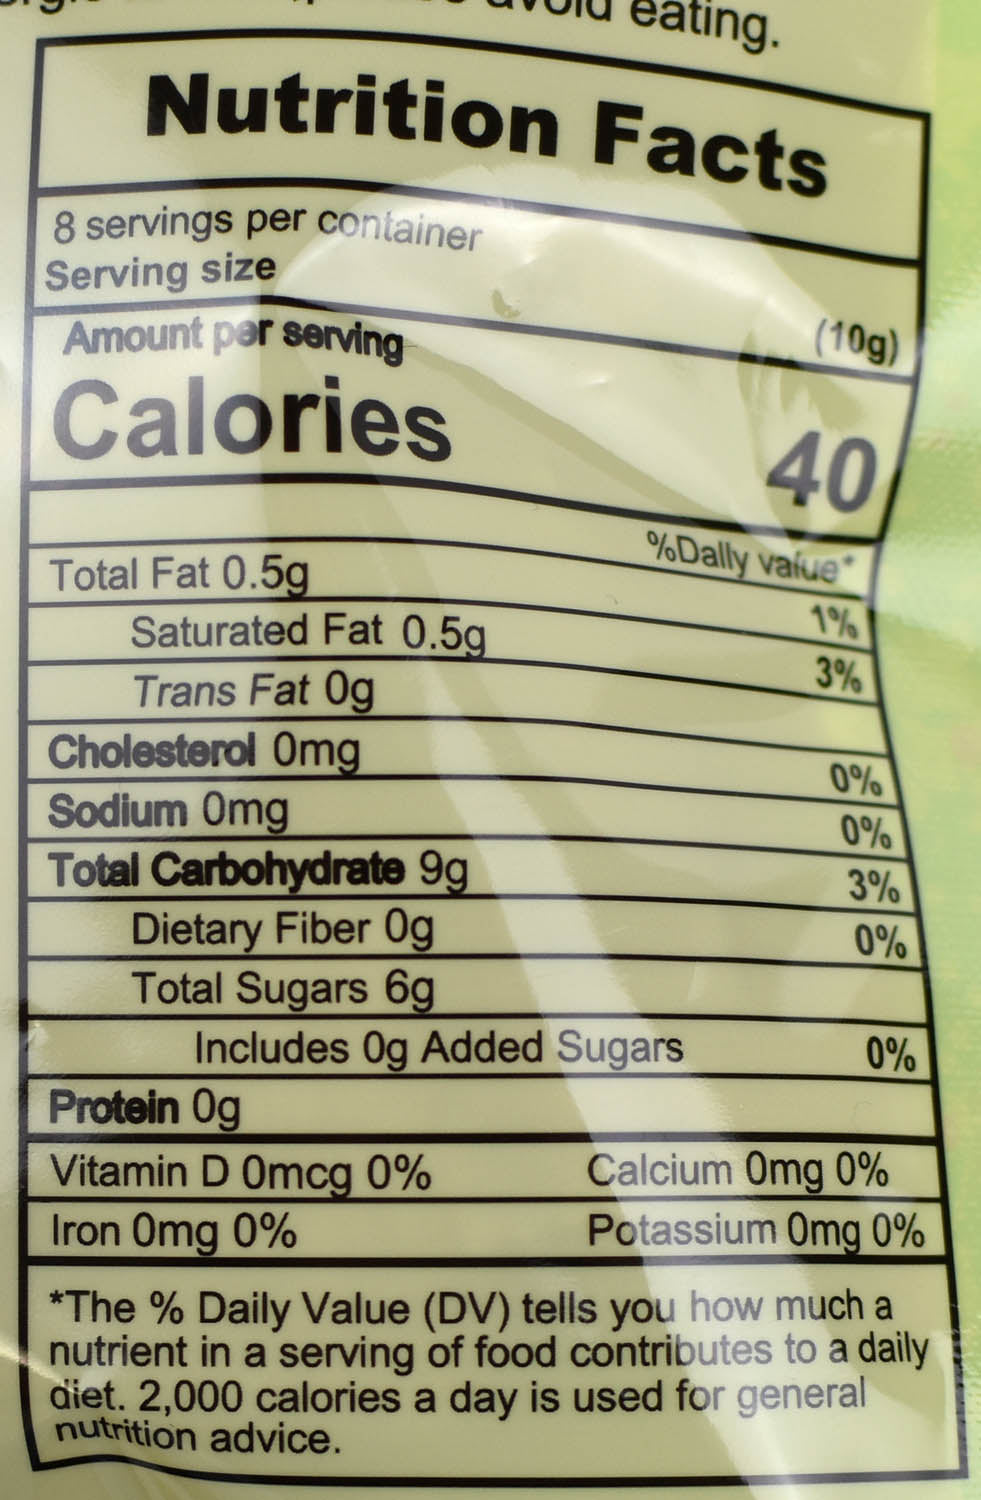 avoid eating.
Nutrition Facts
8 servings per container
Serving size (10g)
Amount per serving
Calories 40
%Dally value*
Total Fat 0.5g 1%
Saturated Fat 0.5g 3%
Trans Fat 0g
Cholesterol 0mg 0%
Sodium 0mg 0%
Total Carbohydrate 9g 3%
Dietary Fiber 0g 0%
Total Sugars 6g
Includes 0g Added Sugars 0%
Protein 0g
Vitamin D 0mcg 0% Calcium 0mg 0%
Iron 0mg 0% Potassium 0mg 0%
*The % Daily Value (DV) tells you how much a
nutrient in a serving of food contributes to a daily
diet. 2,000 calories a day is used for general
nutrition advice.